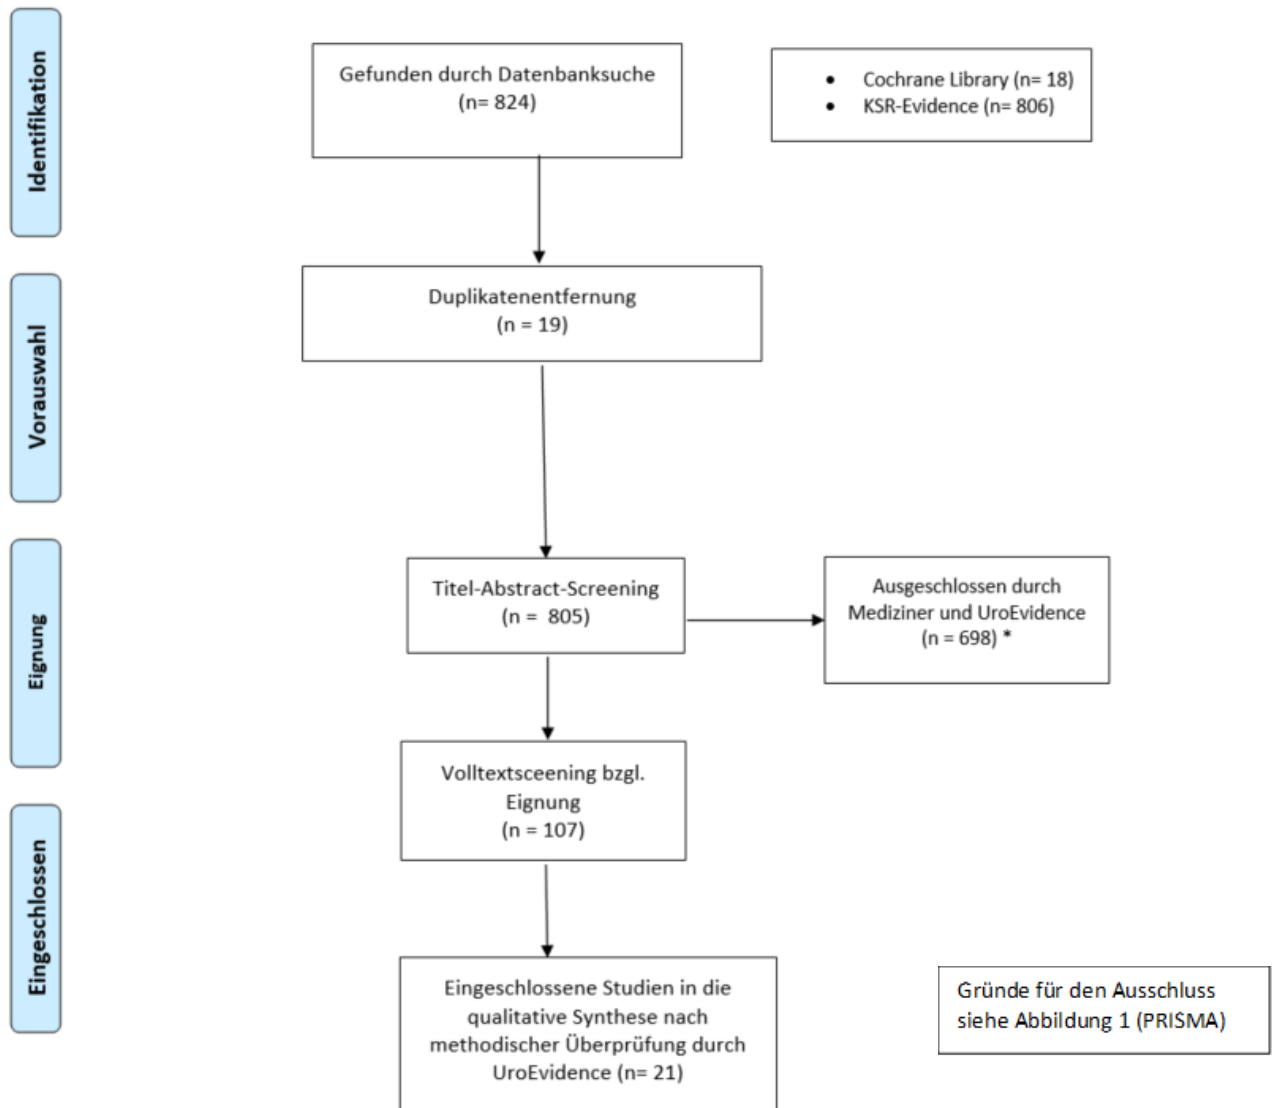 Identifikation
Gefunden durch Datenbanksuche
(n= 824)
• Cochrane Library (n= 18)
• KSR-Evidence (n= 806)
Vorauswahl
Duplikatenentfernung
(n = 19)
Eignung
Titel-Abstract-Screening
(n =  805)
Ausgeschlossen durch
Mediziner und UroEvidence
(n = 698) *
Volltextsceening bzgl.
Eignung
(n = 107)
Eingeschlossen
Eingeschlossene Studien in die
qualitative Synthese nach
methodischer Überprüfung durch
UroEvidence (n= 21)
Gründe für den Ausschluss
siehe Abbildung 1 (PRISMA)